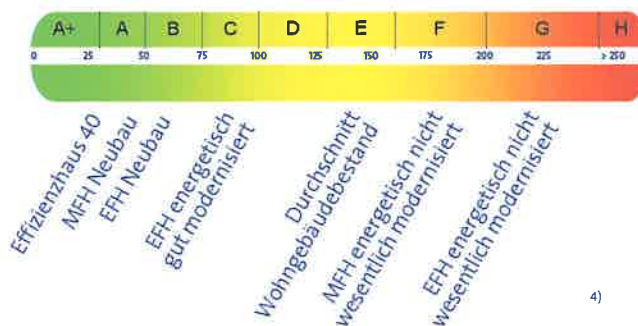 A+ A B C D E F G H
0 25 50 75 100 125 150 175 200 225 > 250
Effizienzhaus 40
MFH Neubau
EFH Neubau
EFH energetisch
gut modernisiert
Durchschnitt
Wohngebäudebestand
MFH energetisch nicht
wesentlich modernisiert
EFH energetisch nicht
wesentlich modernisiert
4)